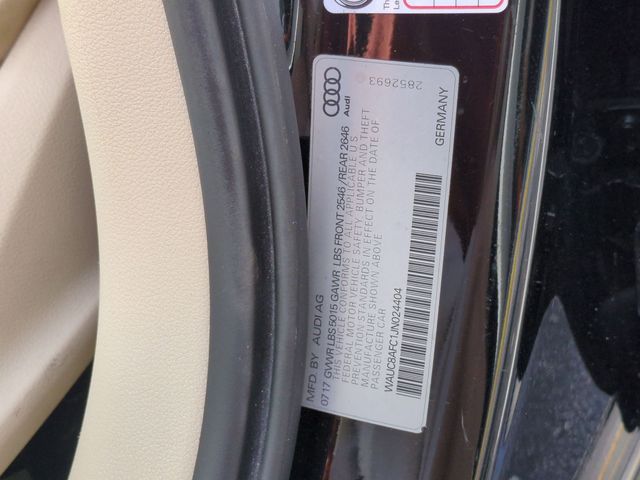 MFD. BY AUDI AG
0717 GVWR LBS 5015 GAWR LBS FRONT 2546 /REAR 2646
THIS VEHICLE CONFORMS TO ALL APPLICABLE U S
FEDERAL MOTOR VEHICLE SAFETY, BUMPER AND THEFT
PREVENTION STANDARDS IN EFFECT ON THE DATE OF
MANUFACTURE SHOWN ABOVE
PASSENGER CAR
WAUC8AFC1JN024404
GERMANY
Audi
2852693